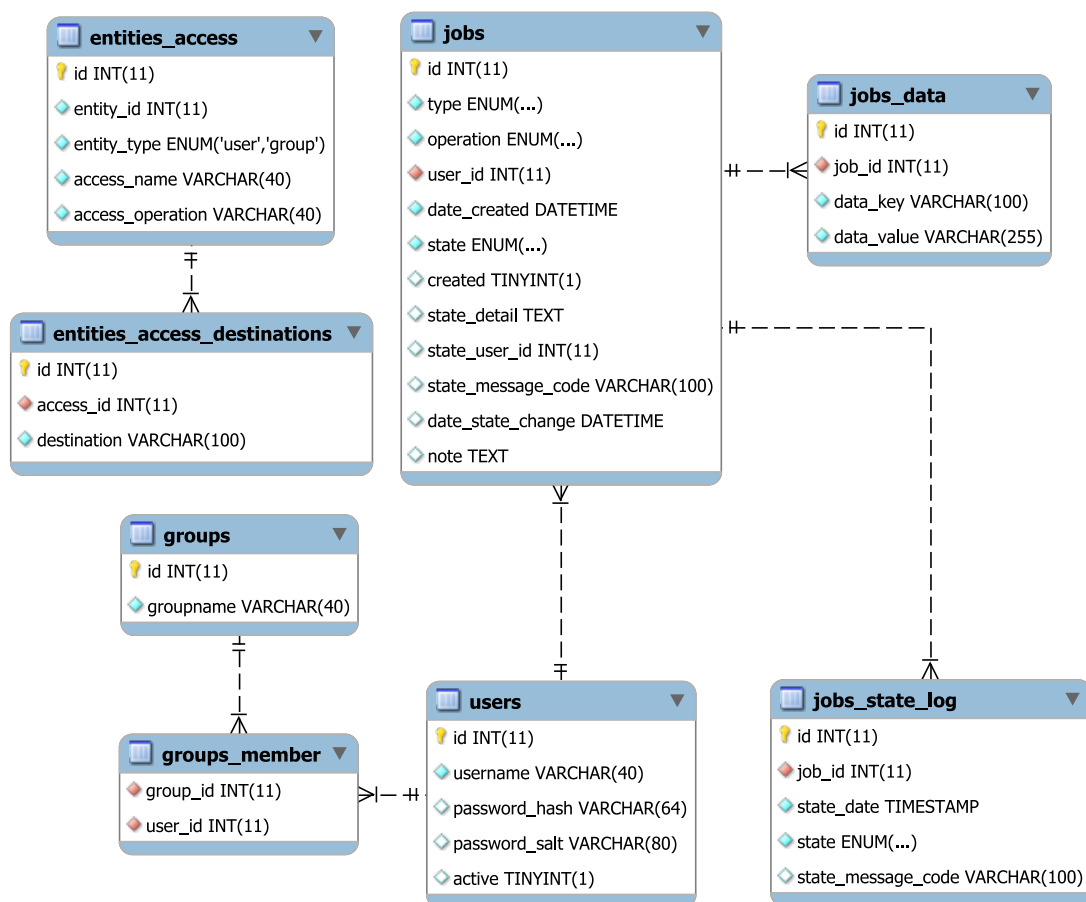 entities_access
id INT(11)
entity_id INT(11)
entity_type ENUM('user','group')
access_name VARCHAR(40)
access_operation VARCHAR(40)
jobs
id INT(11)
type ENUM(...)
operation ENUM(...)
user_id INT(11)
date_created DATETIME
state ENUM(...)
created TINYINT(1)
state_detail TEXT
state_user_id INT(11)
state_message_code VARCHAR(100)
date_state_change DATETIME
note TEXT
jobs_data
id INT(11)
job_id INT(11)
data_key VARCHAR(100)
data_value VARCHAR(255)
entities_access_destinations
id INT(11)
access_id INT(11)
destination VARCHAR(100)
groups
id INT(11)
groupname VARCHAR(40)
groups_member
group_id INT(11)
user_id INT(11)
users
id INT(11)
username VARCHAR(40)
password_hash VARCHAR(64)
password_salt VARCHAR(80)
active TINYINT(1)
jobs_state_log
id INT(11)
job_id INT(11)
state_date TIMESTAMP
state ENUM(...)
state_message_code VARCHAR(100)